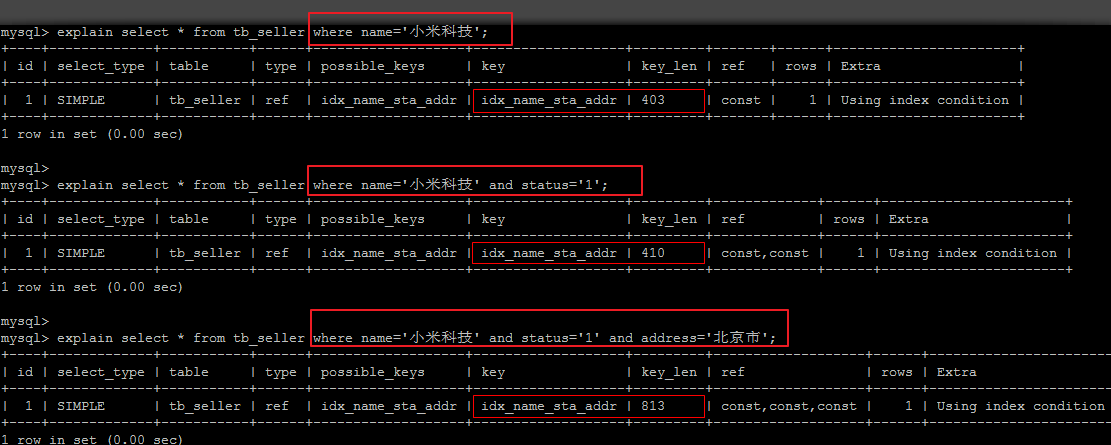 mysql> explain select * from tb_seller where name='小米科技';
+----+-------------+-----------+------+-------------------+-------------------+---------+-------+------+-----------------------+
| id | select_type | table     | type | possible_keys     | key               | key_len | ref   | rows | Extra                 |
+----+-------------+-----------+------+-------------------+-------------------+---------+-------+------+-----------------------+
| 1 | SIMPLE      | tb_seller | ref  | idx_name_sta_addr | idx_name_sta_addr | 403     | const | 1 | Using index condition |
+----+-------------+-----------+------+-------------------+-------------------+---------+-------+------+-----------------------+
1 row in set (0.00 sec)
mysql>
mysql> explain select * from tb_seller where name='小米科技' and status='1';
+----+-------------+-----------+------+-------------------+-------------------+---------+-------------+------+-----------------------+
| id | select_type | table     | type | possible_keys     | key               | key_len | ref         | rows | Extra                 |
+----+-------------+-----------+------+-------------------+-------------------+---------+-------------+------+-----------------------+
| 1 | SIMPLE      | tb_seller | ref  | idx_name_sta_addr | idx_name_sta_addr | 410     | const,const | 1 | Using index condition |
+----+-------------+-----------+------+-------------------+-------------------+---------+-------------+------+-----------------------+
1 row in set (0.00 sec)
mysql>
mysql> explain select * from tb_seller where name='小米科技' and status='1' and address='北京市';
+----+-------------+-----------+------+-------------------+-------------------+---------+-------------------+------+----------------------
| id | select_type | table     | type | possible_keys     | key               | key_len | ref               | rows | Extra
+----+-------------+-----------+------+-------------------+-------------------+---------+-------------------+------+----------------------
| 1 | SIMPLE      | tb_seller | ref  | idx_name_sta_addr | idx_name_sta_addr | 813     | const,const,const | 1 | Using index condition
+----+-------------+-----------+------+-------------------+-------------------+---------+-------------------+------+----------------------
1 row in set (0.00 sec)